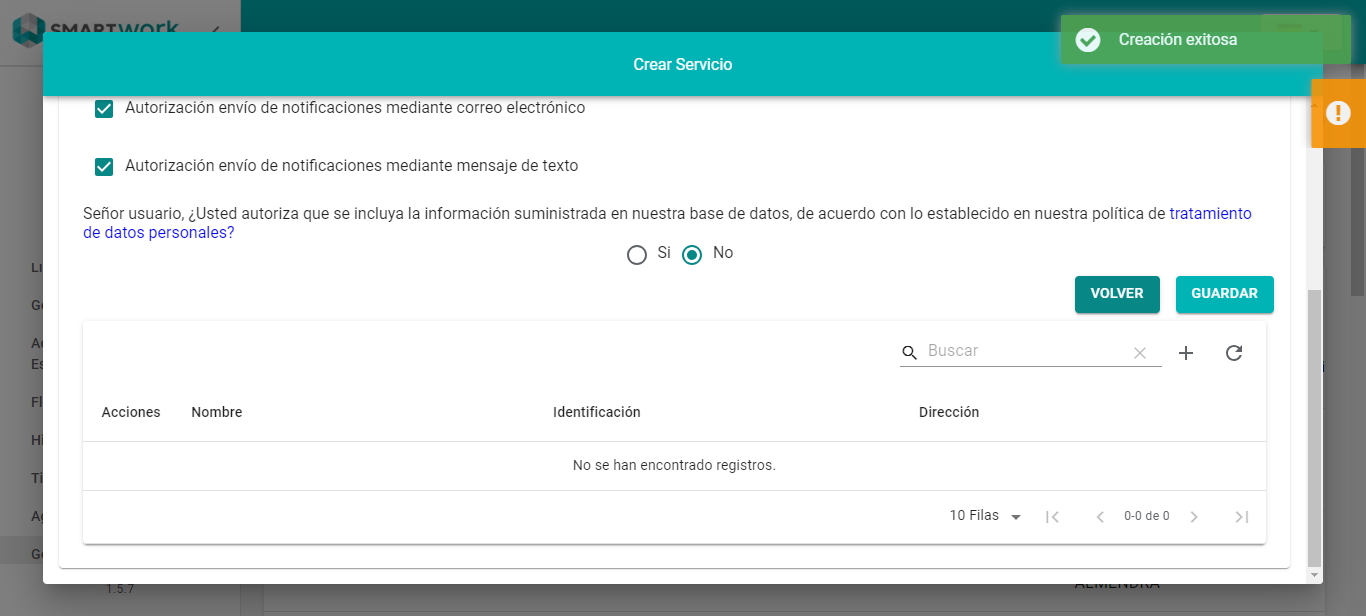 SMARTwork
Creación exitosa
Crear Servicio
Autorización envío de notificaciones mediante correo electrónico
Autorización envío de notificaciones mediante mensaje de texto
Señor usuario, ¿Usted autoriza que se incluya la información suministrada en nuestra base de datos, de acuerdo con lo establecido en nuestra política de tratamiento
de datos personales?
Si No
VOLVER GUARDAR
Buscar
Acciones Nombre Identificación Dirección
No se han encontrado registros.
10 Filas 0-0 de 0
1.5.7
ALMENDRA